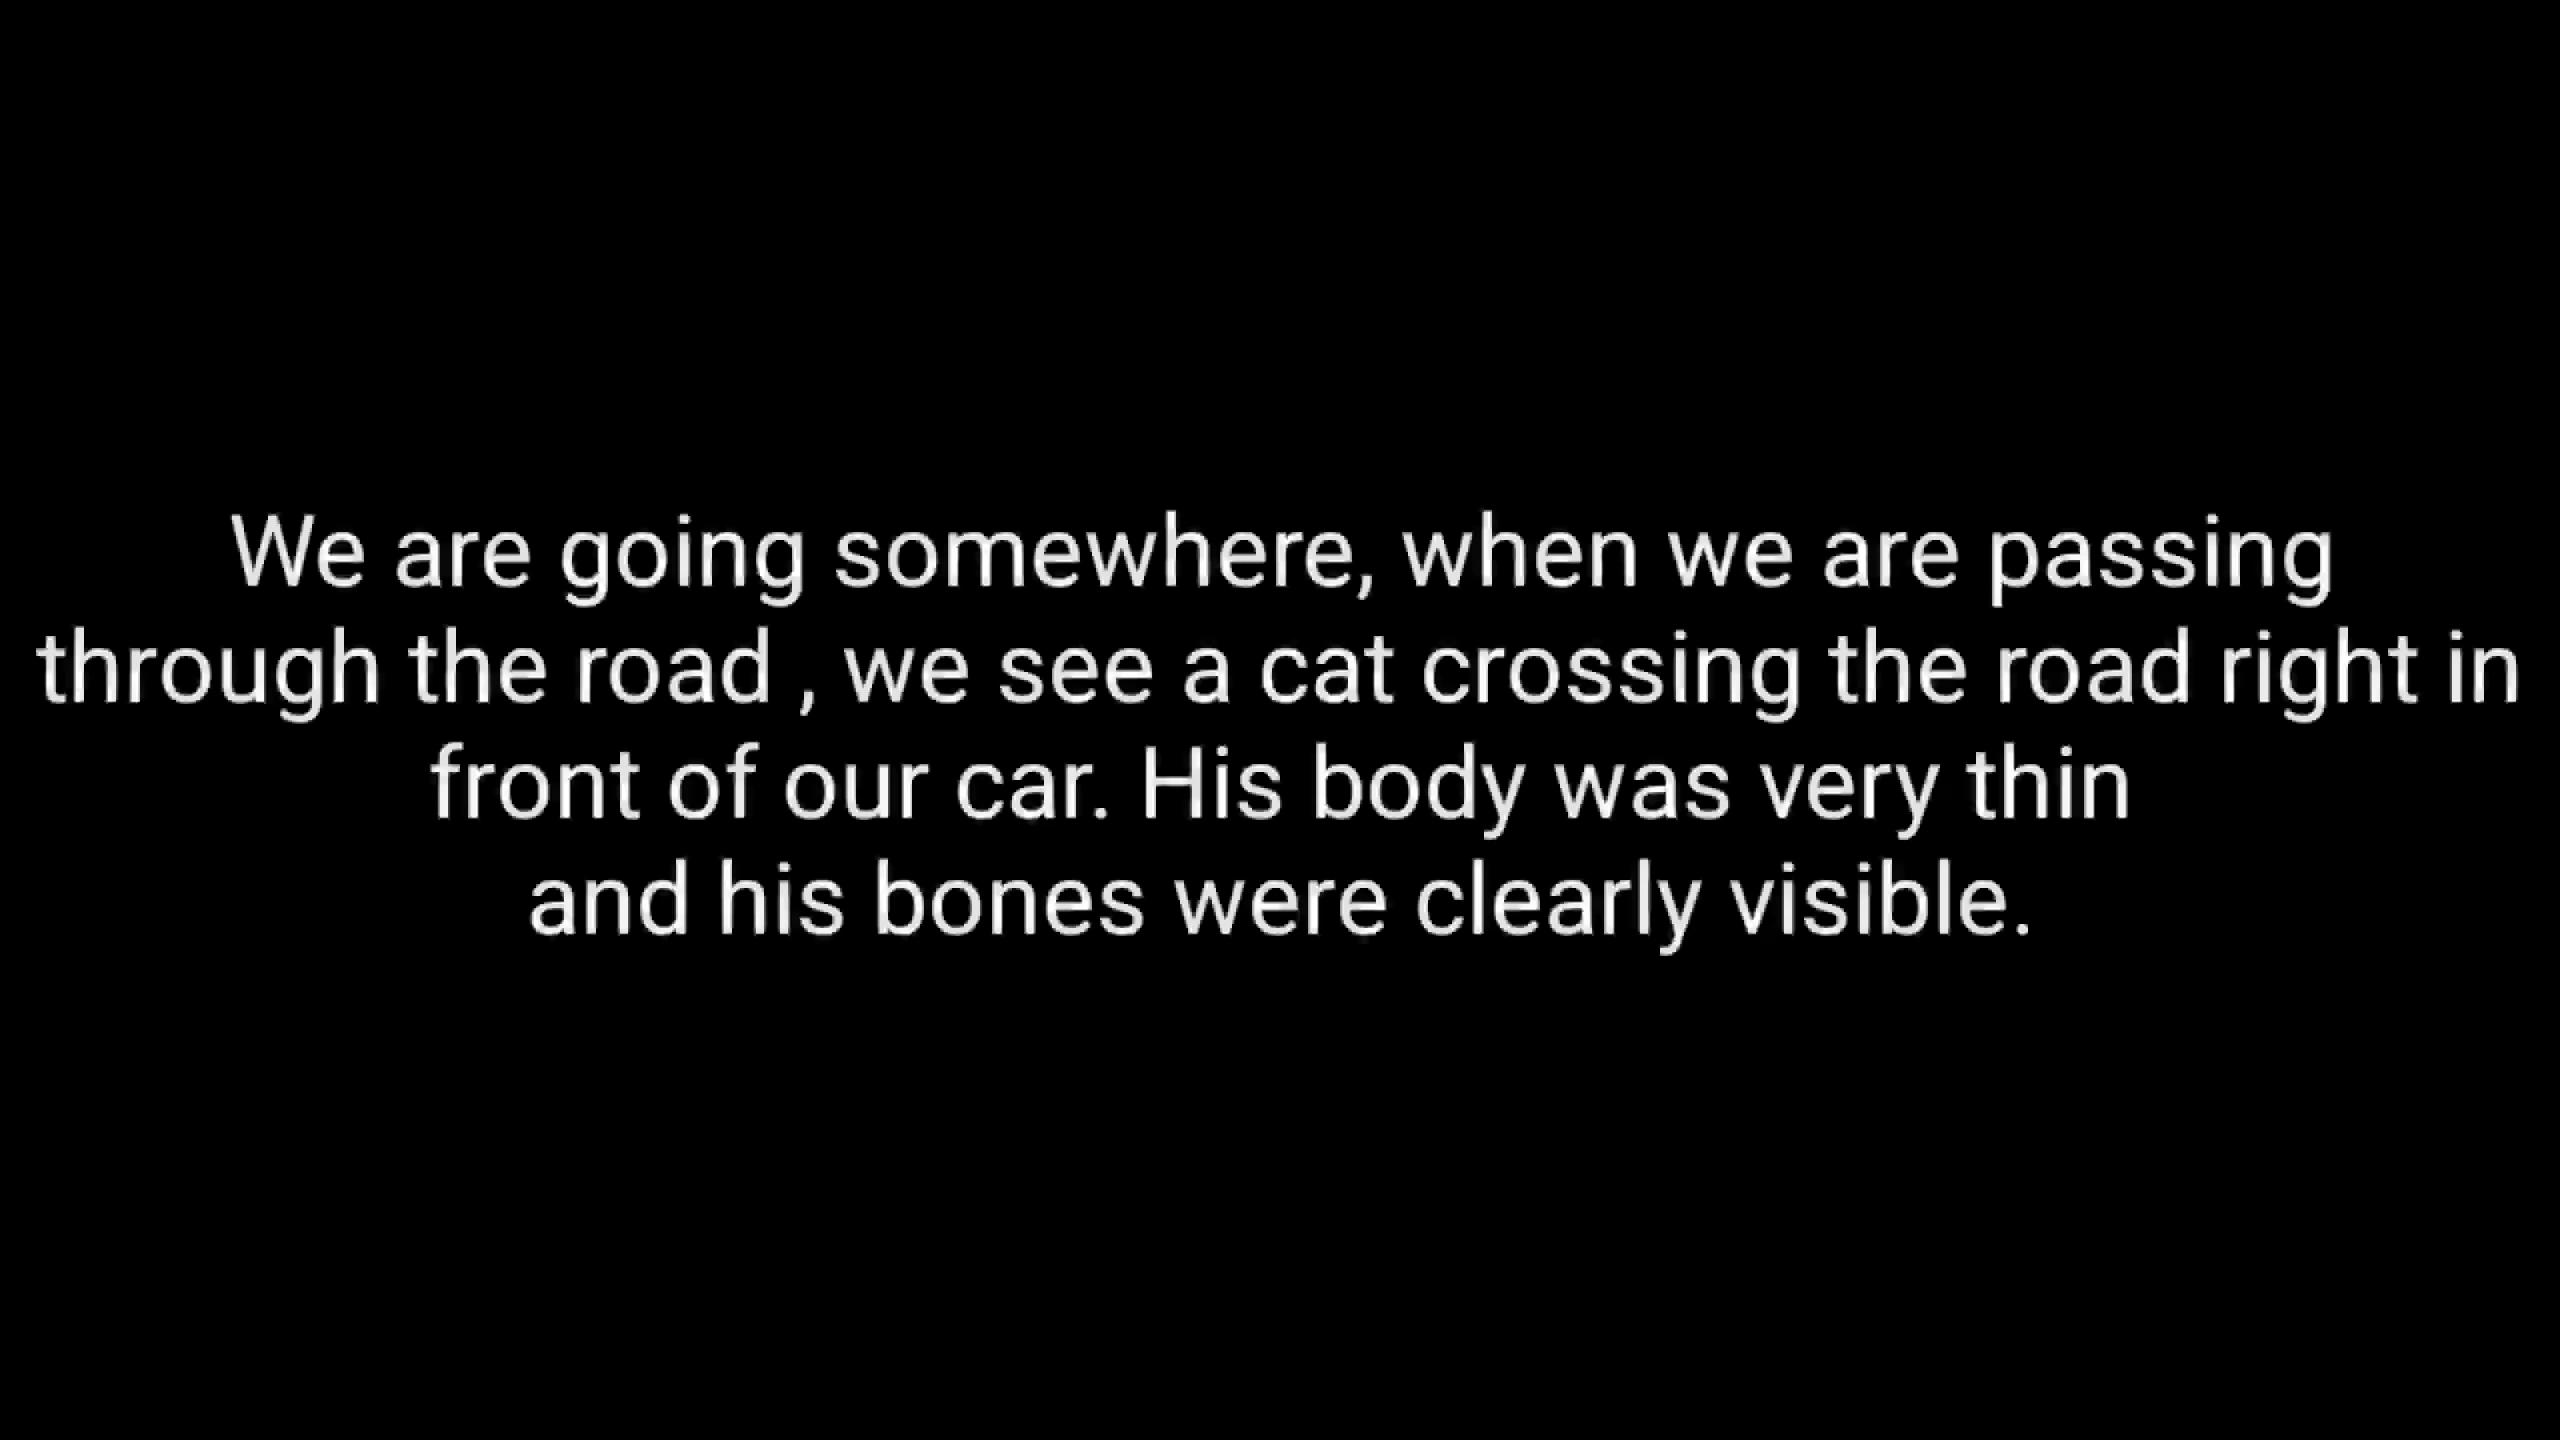 We are going somewhere, when we are passing
through the road , we see a cat crossing the road right in
front of our car. His body was very thin
and his bones were clearly visible.